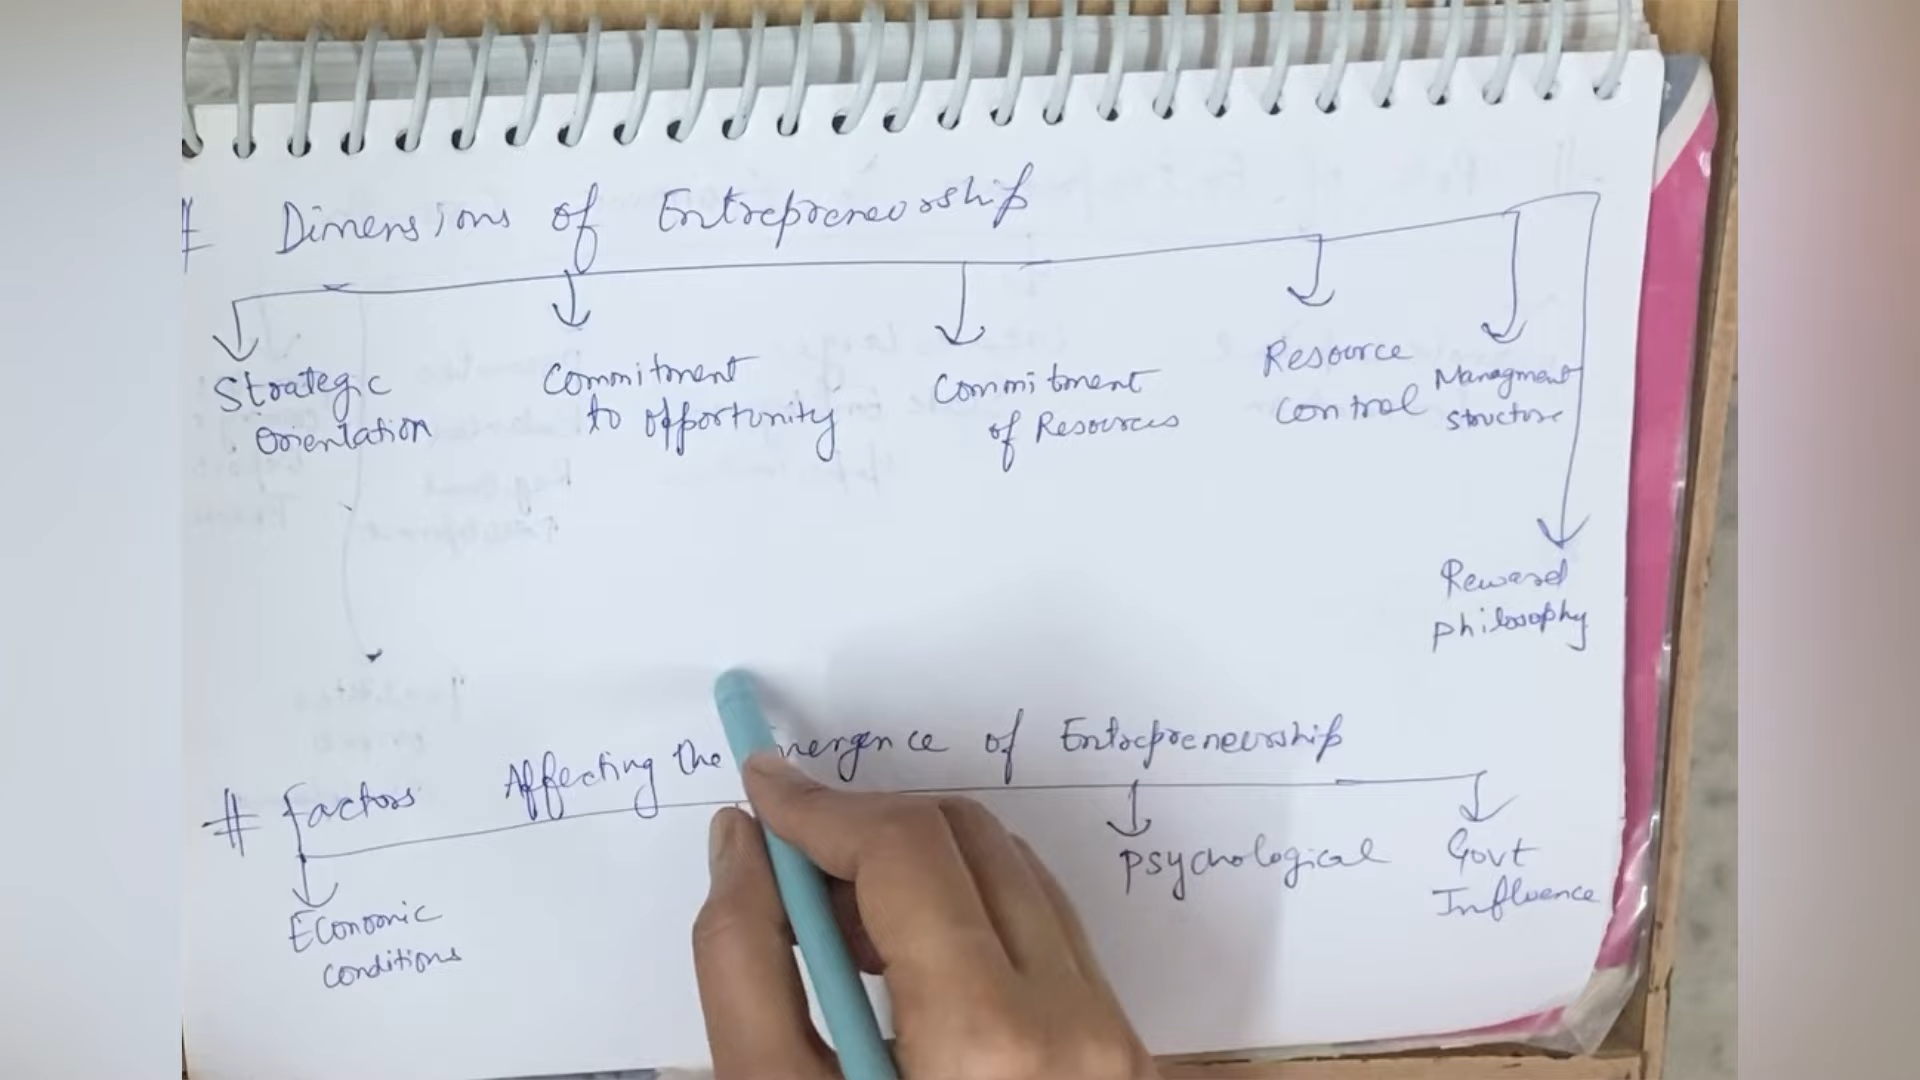 # Dimensions of Entrepreneurship
Strategic
orientation
Commitment
to opportunity
Commitment
of Resources
Resource
control
Managment
structure
Reward
philosophy
# Factors Affecting the Emergence of Entrepreneurship
Economic
conditions
Psychological
Govt
Influence